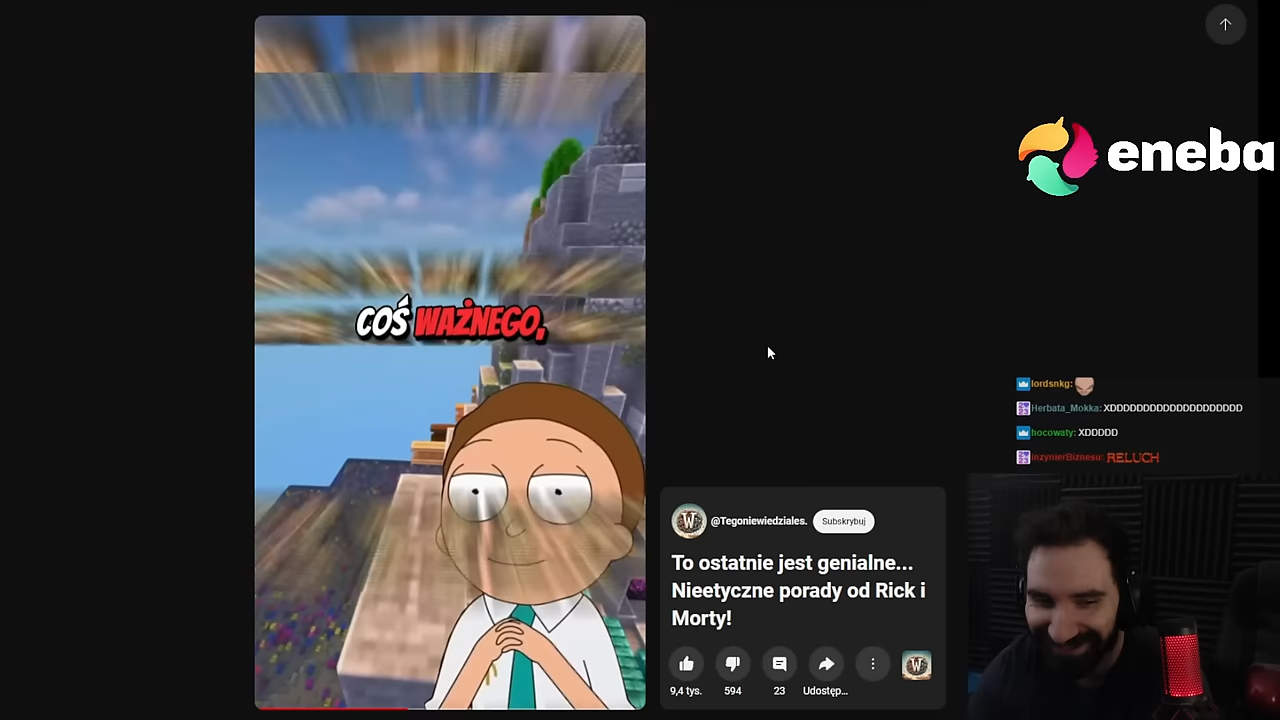 COŚ WAŻNEGO,
eneba
lordsnkg:
Herbata_Mokka: XDDDDDDDDDDDDDDDDDDDD
hocowaty: XDDDDD
InzynierBiznesu: RELUCH
@Tegoniewiedziales. Subskrybuj
To ostatnie jest genialne...
Nieetyczne porady od Rick i
Morty!
9,4 tys. 594 23 Udostęp...